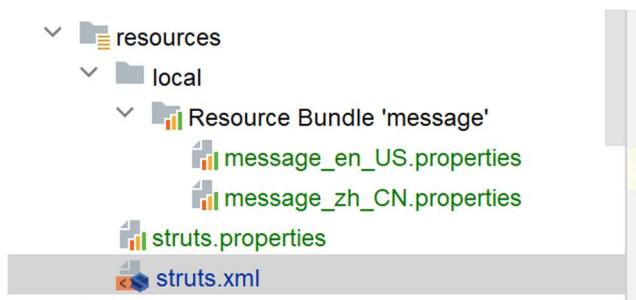 resources
local
Resource Bundle 'message'
message_en_US.properties
message_zh_CN.properties
struts.properties
struts.xml